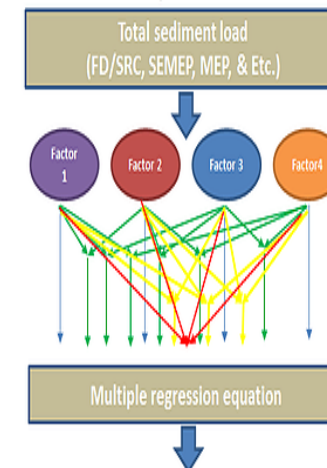 Total sediment load
(FD/SRC, SEMEP, MEP, & Etc.)
Factor
1
Factor 2
Factor 3
Factor4
Multiple regression equation